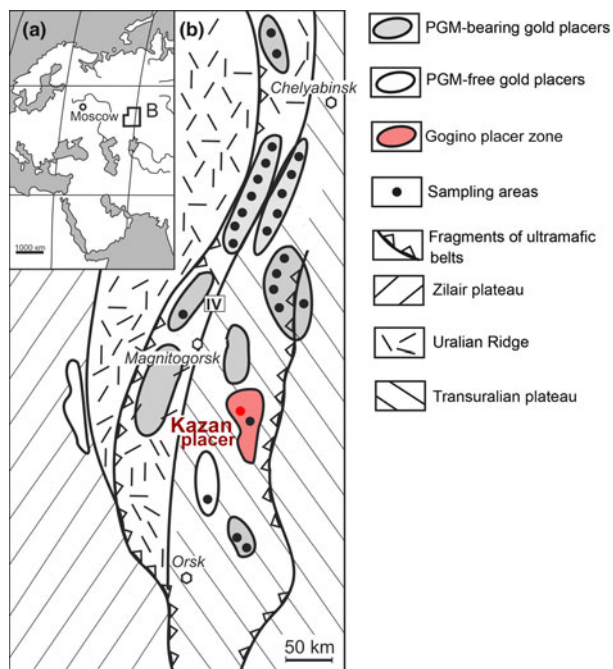 (a)
(b)
Moscow
B
1000 km
Chelyabinsk
IV
Magnitogorsk
Kazan
placer
Orsk
50 km
PGM-bearing gold placers
PGM-free gold placers
Gogino placer zone
Sampling areas
Fragments of ultramafic
belts
Zilair plateau
Uralian Ridge
Transuralian plateau